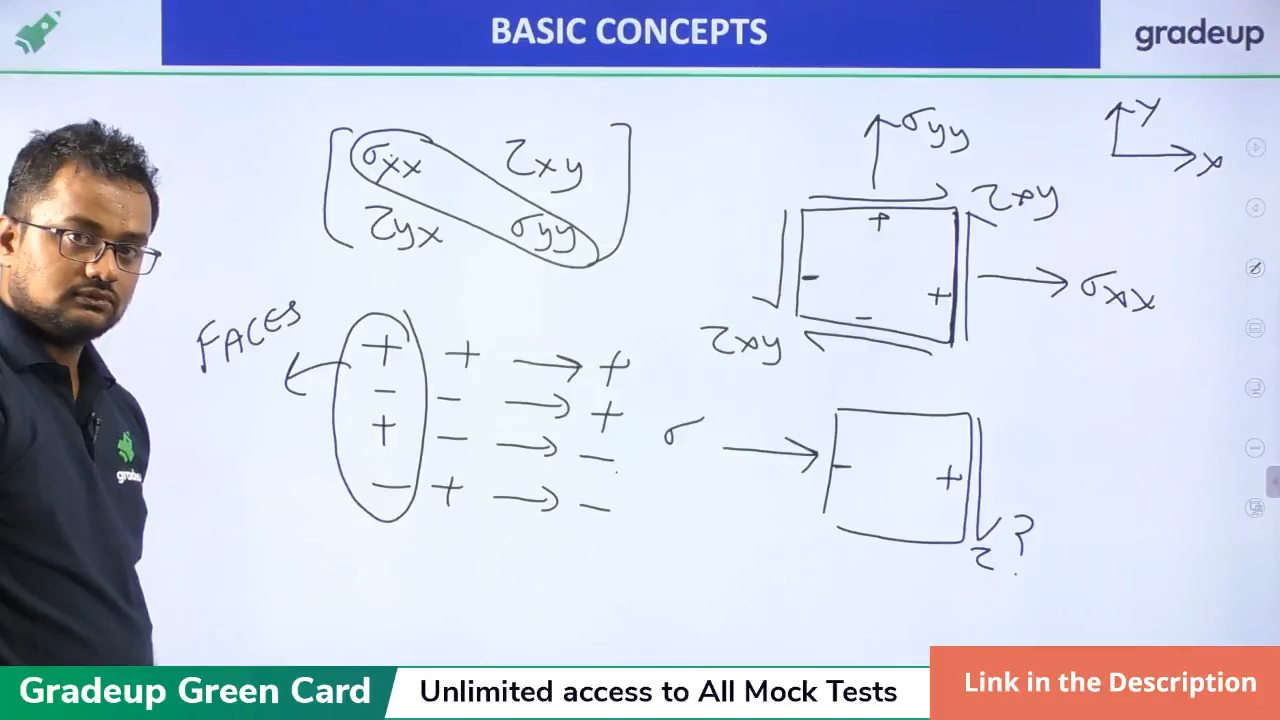 BASIC CONCEPTS
gradeup
σxx τxy
τyx σyy
σyy
Y
x
τxy
+
-
+
-
σxx
τxy
FACES
+ + → +
- - → +
+ - → -
- + → -
σ
- +
τ ?
gradeup
Gradeup Green Card
Unlimited access to All Mock Tests
Link in the Description